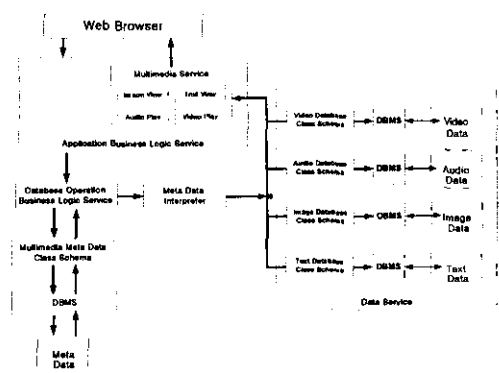 Web Browser
Multimedia Service
Image View
Text View
Audio Play
Video Play
Application Business Logic Service
Database Operation
Business Logic Service
Meta Data
Interpreter
Multimedia Meta Data
Class Schema
DBMS
Meta
Data
Video Database
Class Schema
DBMS
Video
Data
Audio Database
Class Schema
DBMS
Audio
Data
Image Database
Class Schema
DBMS
Image
Data
Text Database
Class Schema
DBMS
Text
Data
Data Service